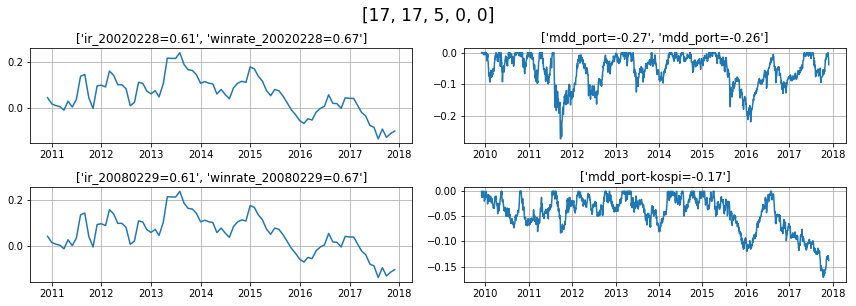 [17, 17, 5, 0, 0]
['ir_20020228=0.61', 'winrate_20020228=0.67']
0.2
0.0
2011 2012 2013 2014 2015 2016 2017 2018
['mdd_port=-0.27', 'mdd_port=-0.26']
0.0
−0.1
−0.2
2010 2011 2012 2013 2014 2015 2016 2017 2018
['ir_20080229=0.61', 'winrate_20080229=0.67']
0.2
0.0
2011 2012 2013 2014 2015 2016 2017 2018
['mdd_port-kospi=-0.17']
0.00
−0.05
−0.10
−0.15
2010 2011 2012 2013 2014 2015 2016 2017 2018